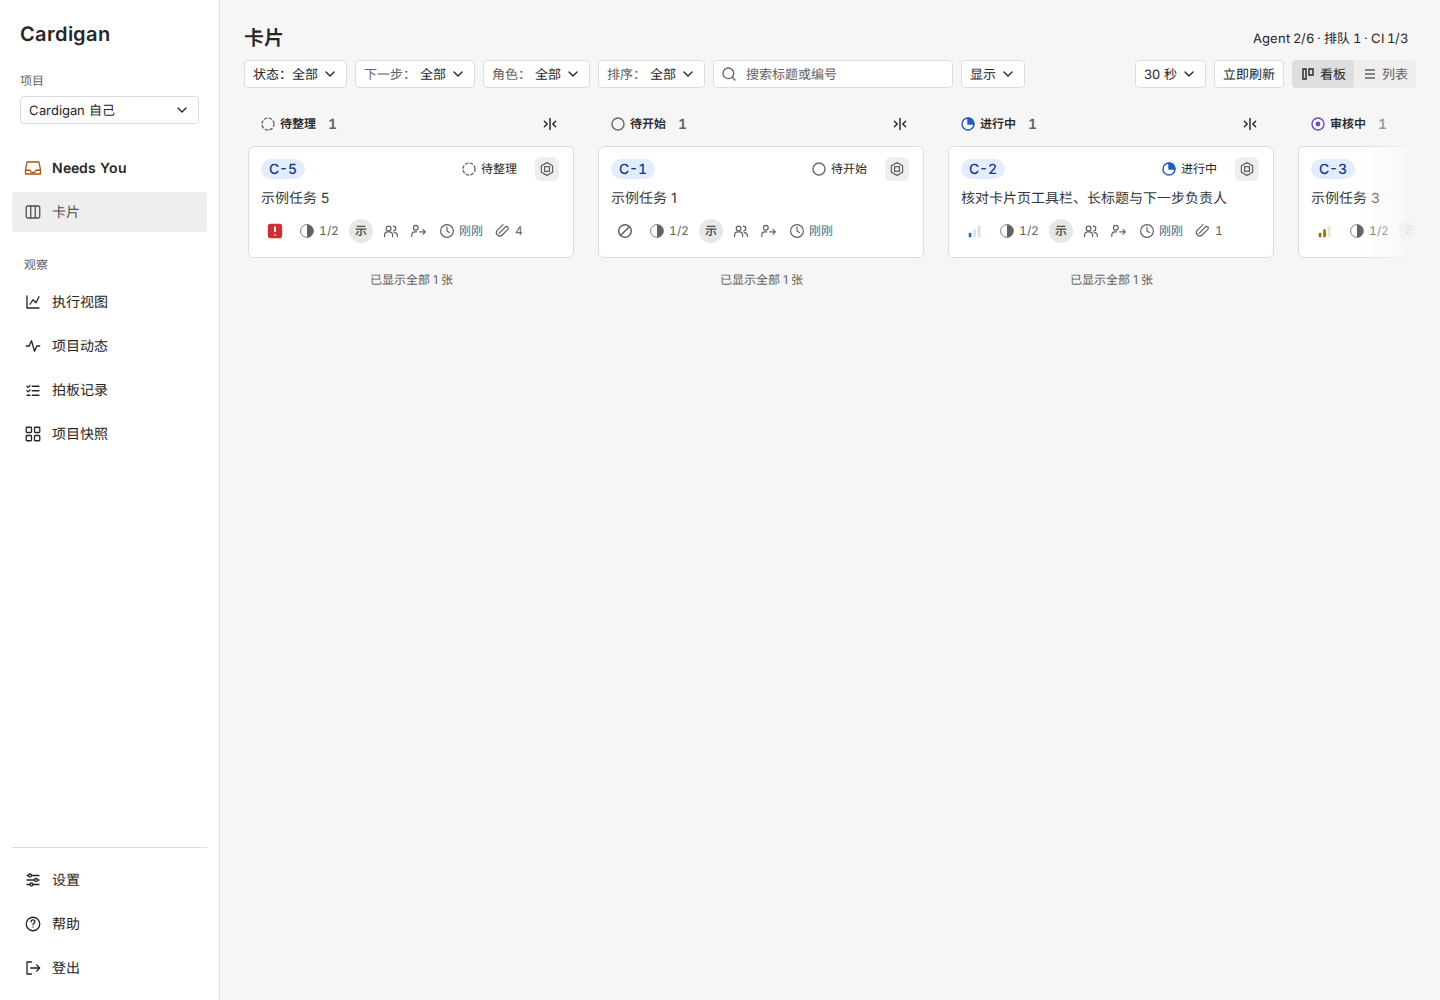 Cardigan
项目
Cardigan 自己
Needs You
卡片
观察
执行视图
项目动态
拍板记录
项目快照
设置
帮助
登出
卡片
Agent 2/6 · 排队 1 · CI 1/3
状态：全部
下一步：全部
角色：全部
排序：全部
搜索标题或编号
显示
30 秒
立即刷新
看板
列表
待整理 1
C-5 待整理
示例任务 5
1/2 示 刚刚 4
已显示全部 1 张
待开始 1
C-1 待开始
示例任务 1
1/2 示 刚刚
已显示全部 1 张
进行中 1
C-2 进行中
核对卡片页工具栏、长标题与下一步负责人
1/2 示 刚刚 1
已显示全部 1 张
审核中 1
C-3
示例任务 3
1/2 示